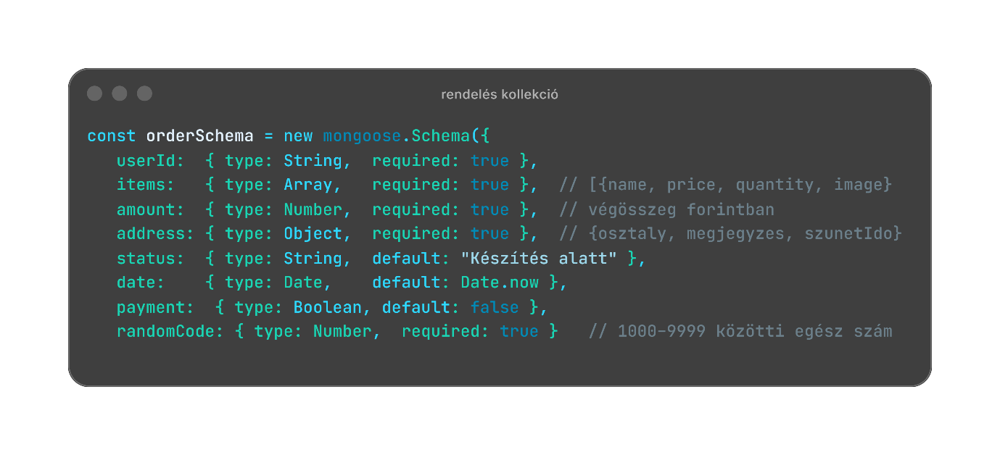 rendelés kollekció
const orderSchema = new mongoose.Schema({
userId: { type: String, required: true },
items: { type: Array, required: true }, // [{name, price, quantity, image}
amount: { type: Number, required: true }, // végösszeg forintban
address: { type: Object, required: true }, // {osztaly, megjegyzes, szunetIdo}
status: { type: String, default: "Készítés alatt" },
date: { type: Date, default: Date.now },
payment: { type: Boolean, default: false },
randomCode: { type: Number, required: true } // 1000-9999 közötti egész szám